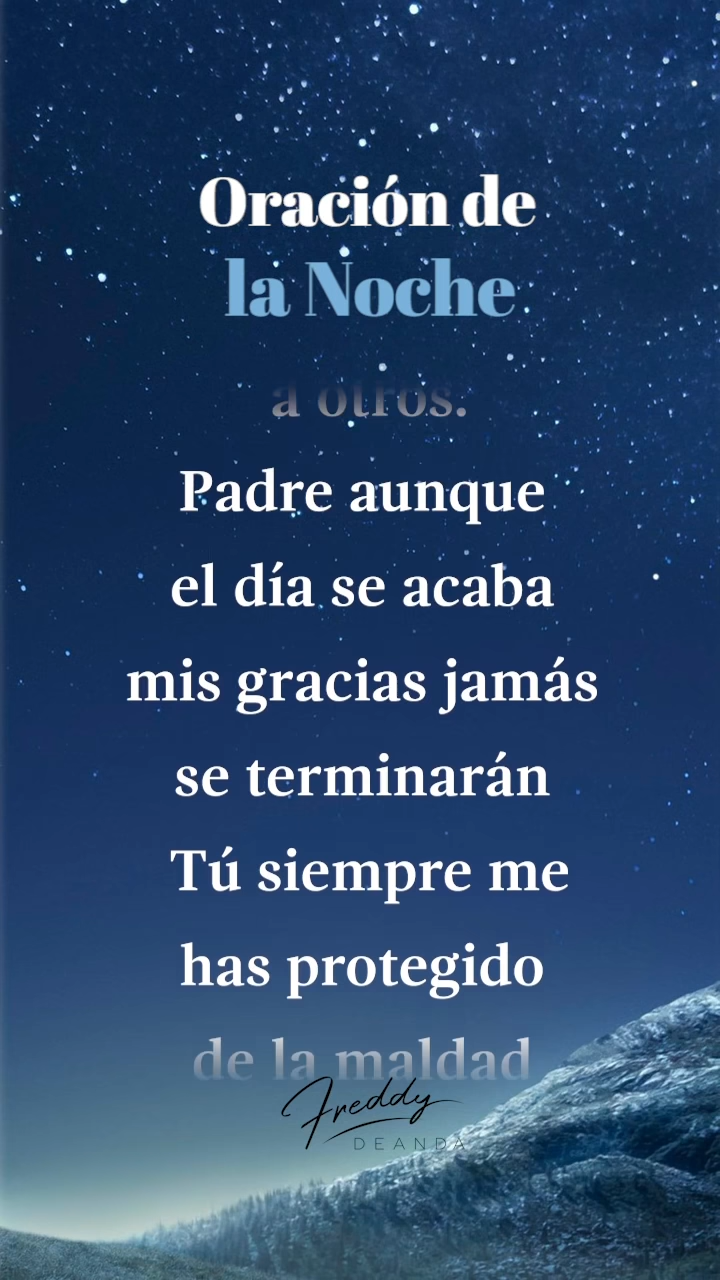 Oración de
la Noche
a otros.
Padre aunque
el día se acaba
mis gracias jamás
se terminarán
Tú siempre me
has protegido
de la maldad
Freddy
DEANDA